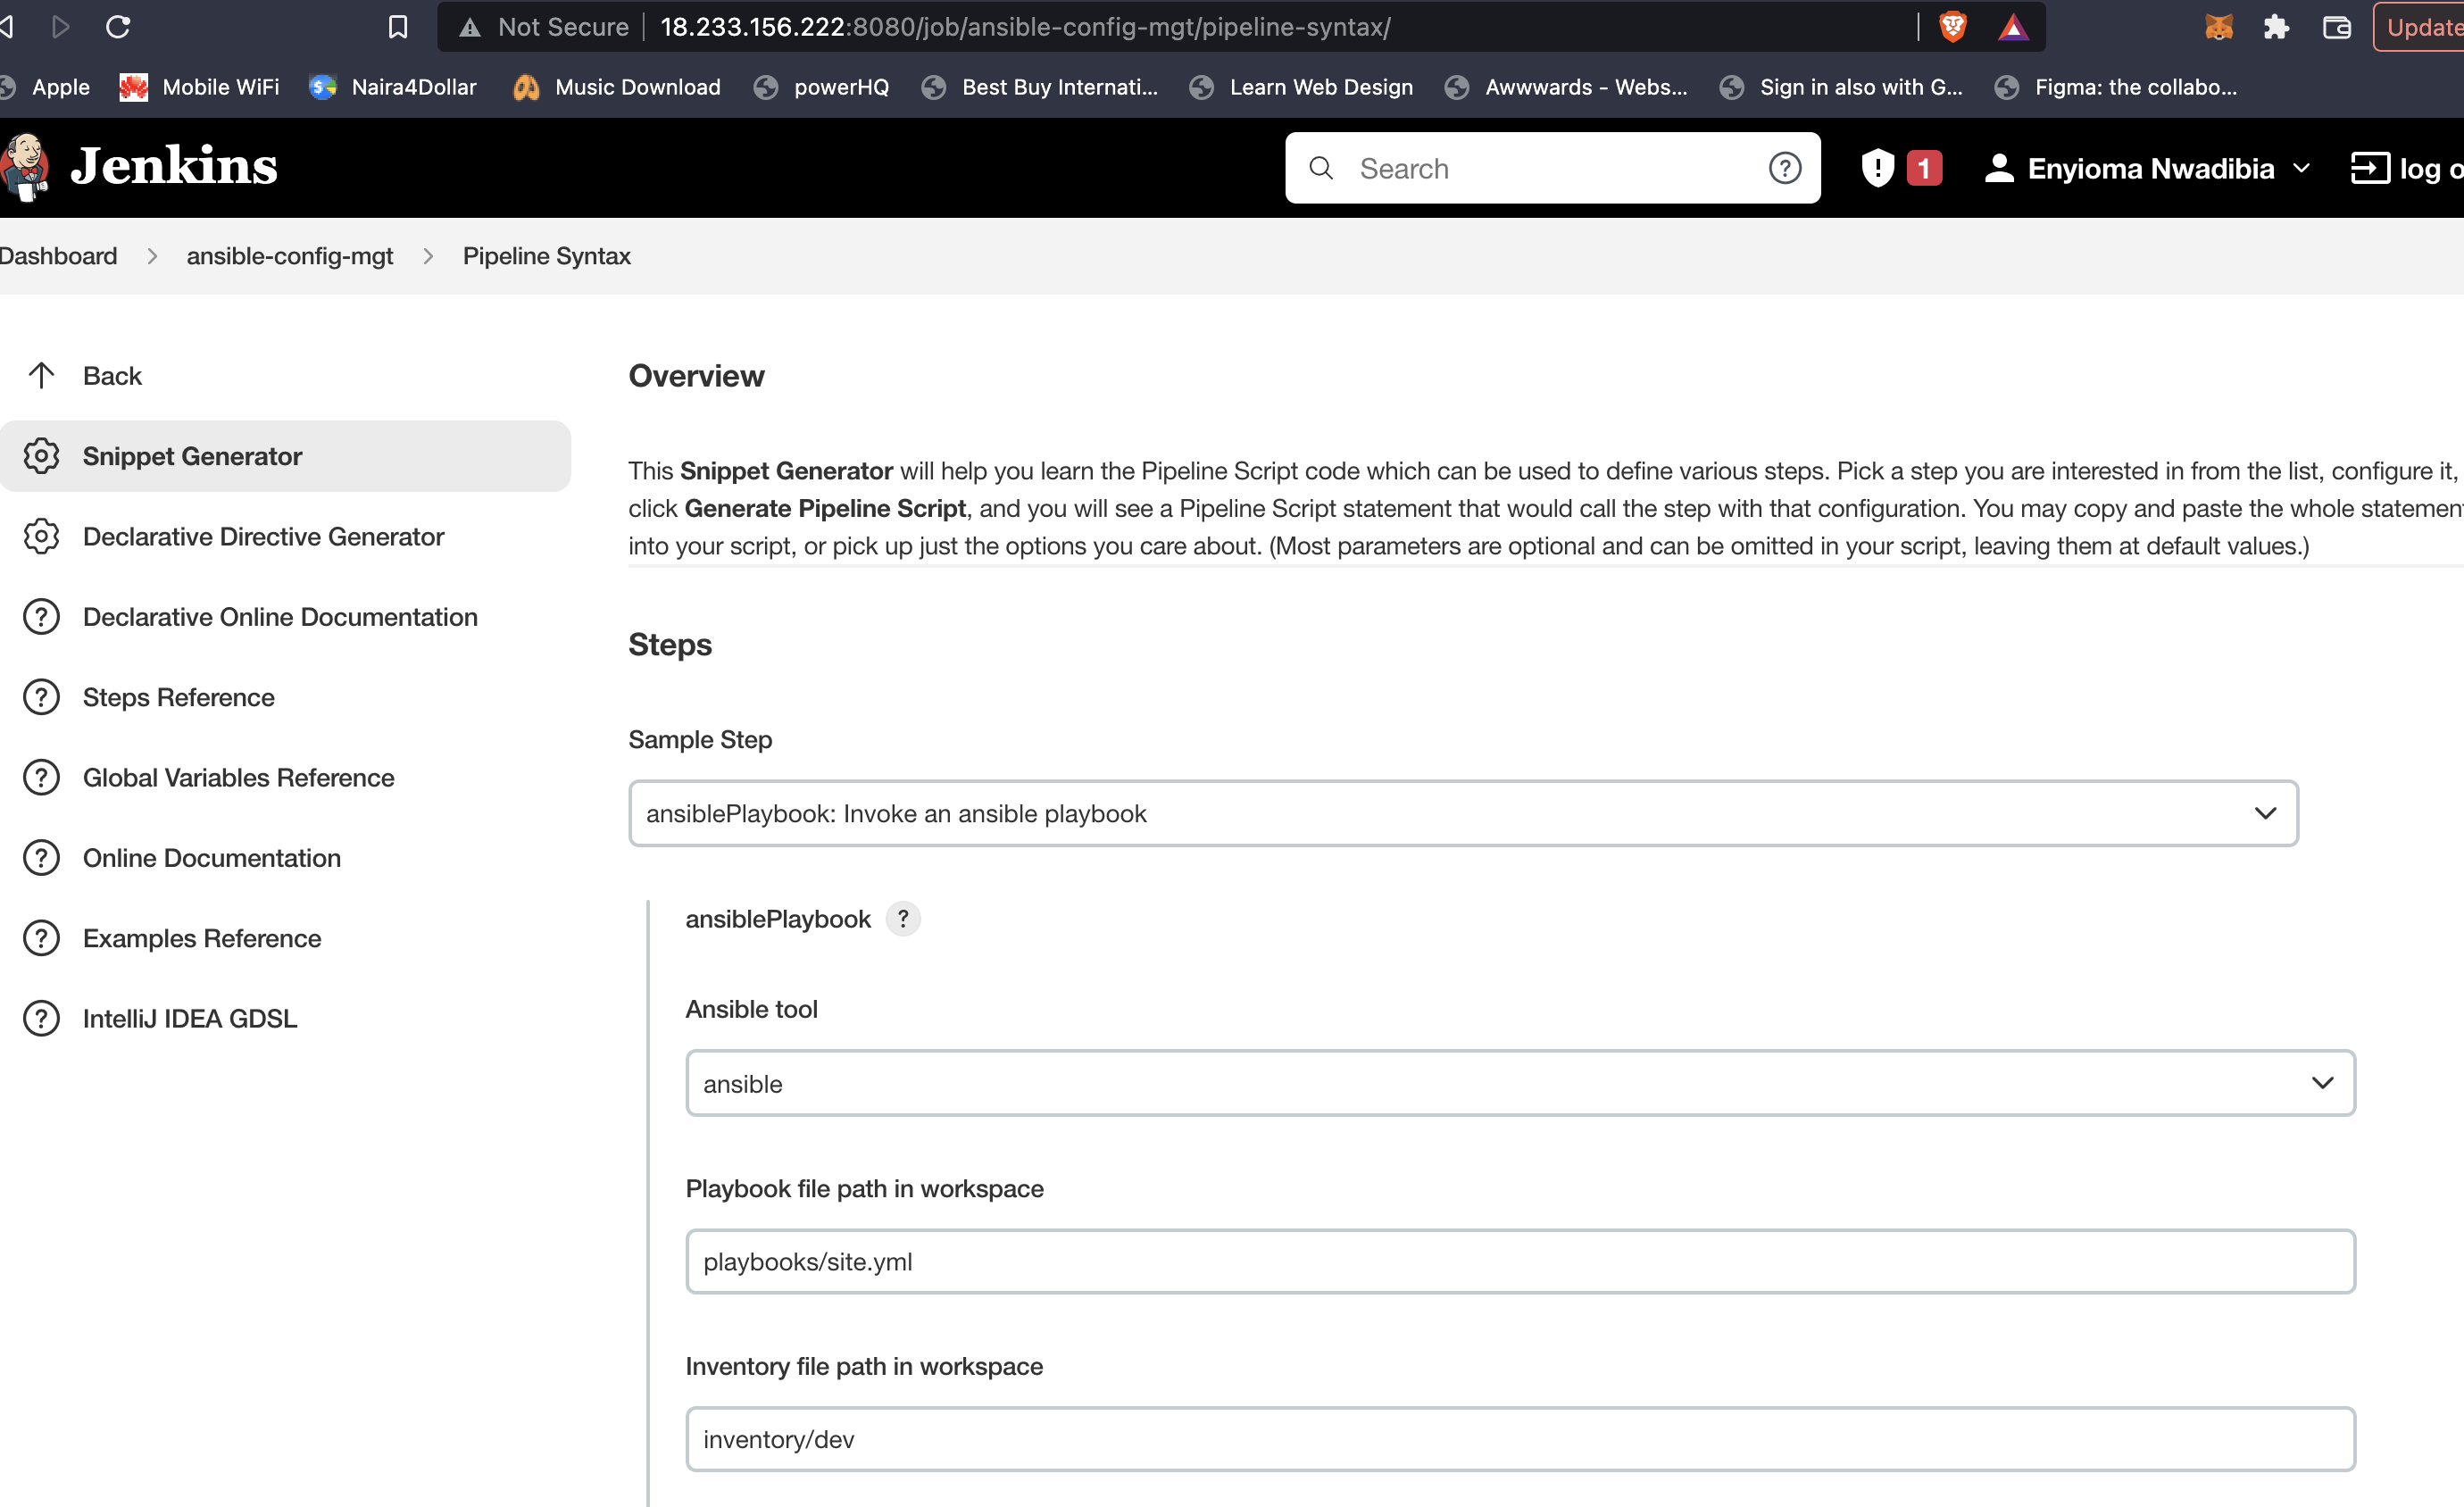 Not Secure 18.233.156.222:8080/job/ansible-config-mgt/pipeline-syntax/ Update
Apple Mobile WiFi Naira4Dollar Music Download powerHQ Best Buy Internati... Learn Web Design Awwwards - Webs... Sign in also with G... Figma: the collabo...
Jenkins Search ? 1 Enyioma Nwadibia log o
Dashboard ansible-config-mgt Pipeline Syntax
Back
Snippet Generator
Declarative Directive Generator
? Declarative Online Documentation
? Steps Reference
? Global Variables Reference
? Online Documentation
? Examples Reference
? IntelliJ IDEA GDSL
Overview
This Snippet Generator will help you learn the Pipeline Script code which can be used to define various steps. Pick a step you are interested in from the list, configure it,
click Generate Pipeline Script, and you will see a Pipeline Script statement that would call the step with that configuration. You may copy and paste the whole statement
into your script, or pick up just the options you care about. (Most parameters are optional and can be omitted in your script, leaving them at default values.)
Steps
Sample Step
ansiblePlaybook: Invoke an ansible playbook
ansiblePlaybook ?
Ansible tool
ansible
Playbook file path in workspace
playbooks/site.yml
Inventory file path in workspace
inventory/dev